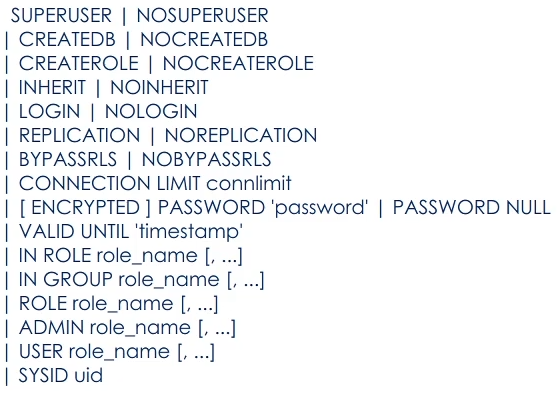 SUPERUSER | NOSUPERUSER
| CREATEDB | NOCREATEDB
| CREATEROLE | NOCREATEROLE
| INHERIT | NOINHERIT
| LOGIN | NOLOGIN
| REPLICATION | NOREPLICATION
| BYPASSRLS | NOBYPASSRLS
| CONNECTION LIMIT connlimit
| [ ENCRYPTED ] PASSWORD 'password' | PASSWORD NULL
| VALID UNTIL 'timestamp'
| IN ROLE role_name [, ...]
| IN GROUP role_name [, ...]
| ROLE role_name [, ...]
| ADMIN role_name [, ...]
| USER role_name [, ...]
| SYSID uid